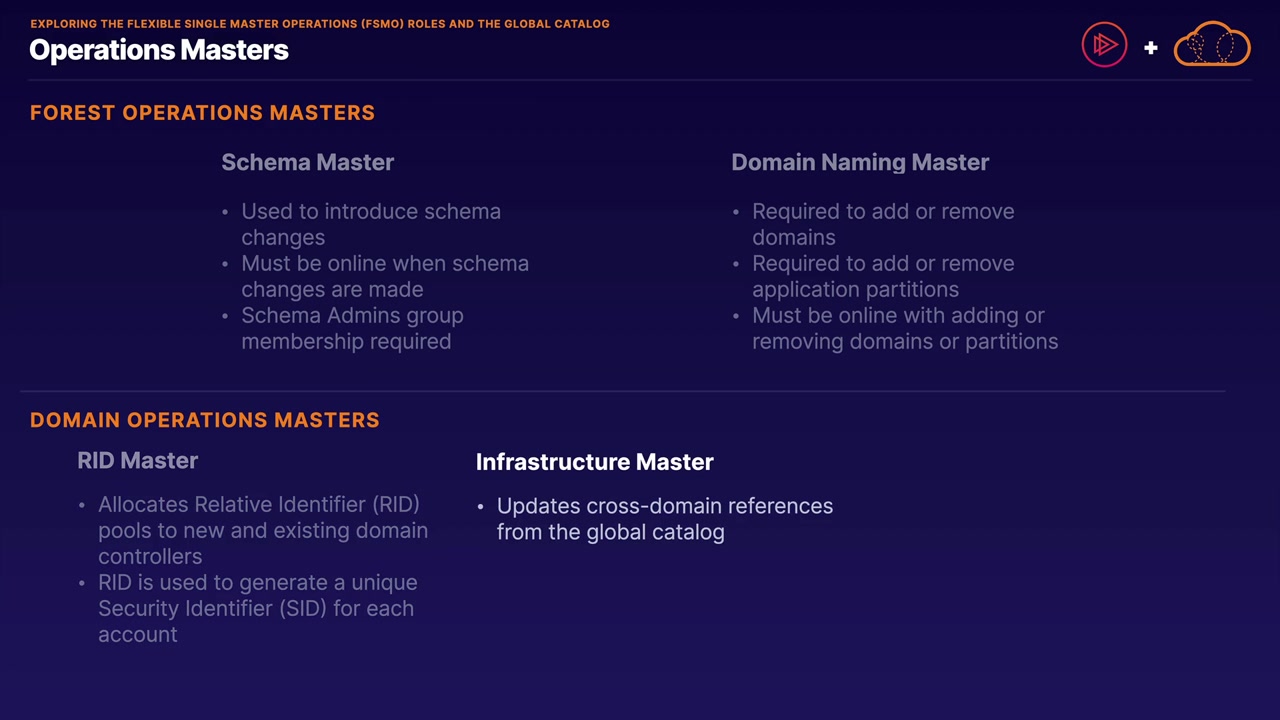 EXPLORING THE FLEXIBLE SINGLE MASTER OPERATIONS (FSMO) ROLES AND THE GLOBAL CATALOG
Operations Masters
+
FOREST OPERATIONS MASTERS
Schema Master
• Used to introduce schema
changes
• Must be online when schema
changes are made
• Schema Admins group
membership required
Domain Naming Master
• Required to add or remove
domains
• Required to add or remove
application partitions
• Must be online with adding or
removing domains or partitions
DOMAIN OPERATIONS MASTERS
RID Master
• Allocates Relative Identifier (RID)
pools to new and existing domain
controllers
• RID is used to generate a unique
Security Identifier (SID) for each
account
Infrastructure Master
• Updates cross-domain references
from the global catalog